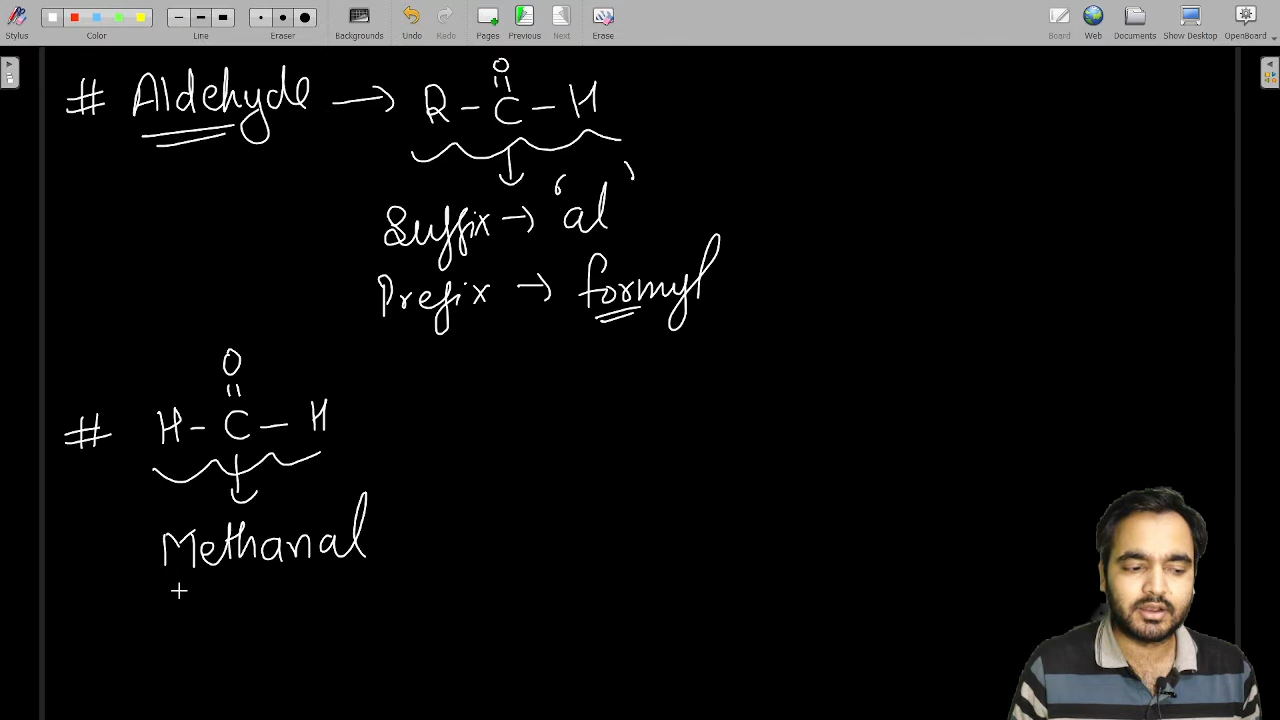 Stylus Color Line Eraser Backgrounds Undo Redo Pages Previous Next Erase Board Web Documents Show Desktop OpenBoard
# Aldehyde → R - C - H
O
Suffix → 'al'
Prefix → formyl
O
# H - C - H
Methanal